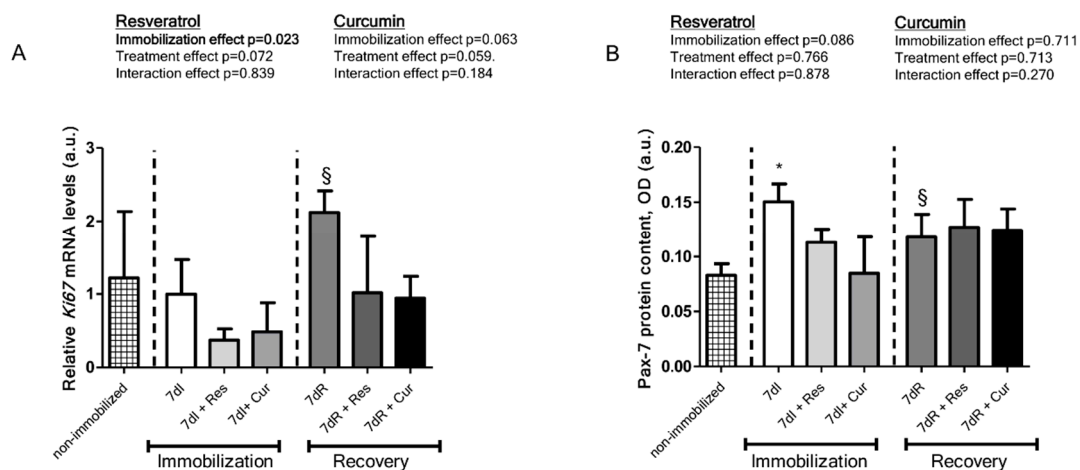 A
Resveratrol
Immobilization effect p=0.023
Treatment effect p=0.072
Interaction effect p=0.839
Curcumin
Immobilization effect p=0.063
Treatment effect p=0.059.
Interaction effect p=0.184
Relative Ki67 mRNA levels (a.u.)
3
2
1
0
§
non-immobilized
7dI
7dI + Res
7dI+ Cur
7dR
7dR + Res
7dR + Cur
Immobilization
Recovery
B
Resveratrol
Immobilization effect p=0.086
Treatment effect p=0.766
Interaction effect p=0.878
Curcumin
Immobilization effect p=0.711
Treatment effect p=0.713
Interaction effect p=0.270
Pax-7 protein content, OD (a.u.)
0.20
0.15
0.10
0.05
0.00
*
§
non-immobilized
7dI
7dI + Res
7dI+ Cur
7dR
7dR + Res
7dR + Cur
Immobilization
Recovery